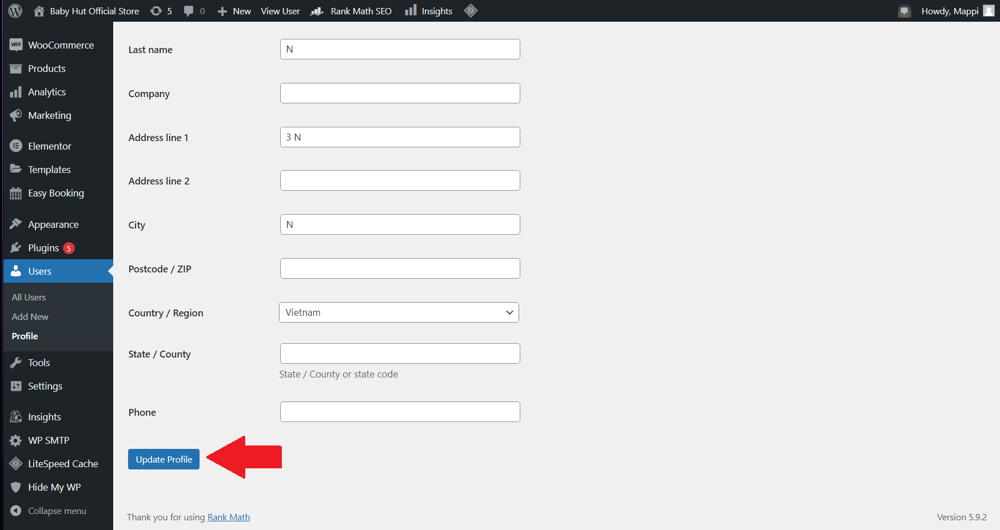 Baby Hut Official Store 5 0 New View User Rank Math SEO Insights Howdy, Mappi
WooCommerce
Products
Analytics
Marketing
Elementor
Templates
Easy Booking
Appearance
Plugins 5
Users
All Users
Add New
Profile
Tools
Settings
Insights
WP SMTP
LiteSpeed Cache
Hide My WP
Collapse menu
Last name N
Company
Address line 1 3 N
Address line 2
City N
Postcode / ZIP
Country / Region Vietnam
State / County
State / County or state code
Phone
Update Profile
Thank you for using Rank Math Version 5.9.2